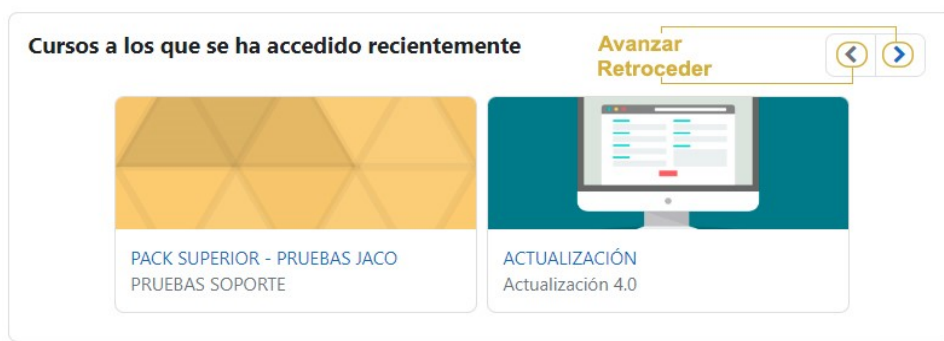 Cursos a los que se ha accedido recientemente
Avanzar
Retroceder
PACK SUPERIOR - PRUEBAS JACO
PRUEBAS SOPORTE
ACTUALIZACIÓN
Actualización 4.0